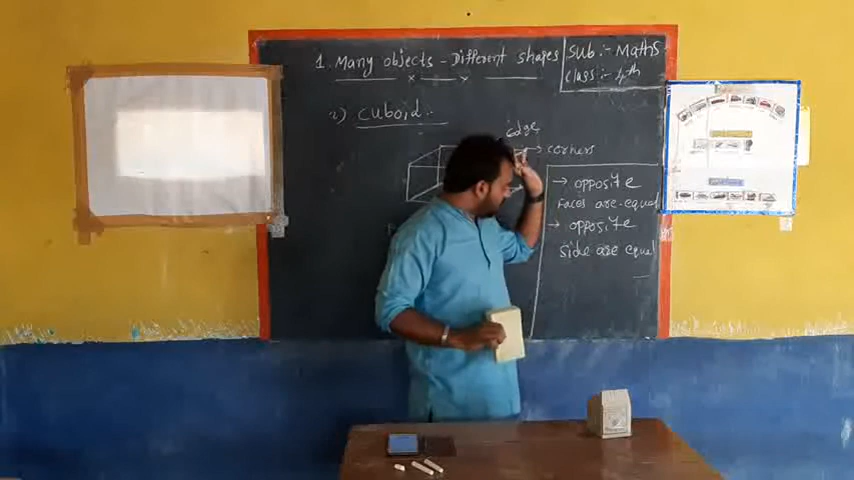 1. Many objects - Different shapes
Sub:- Maths
Class:- 4th
2) cuboid:-
Edge
corners
→ opposite
Faces are - equal
→ opposite
side are equal